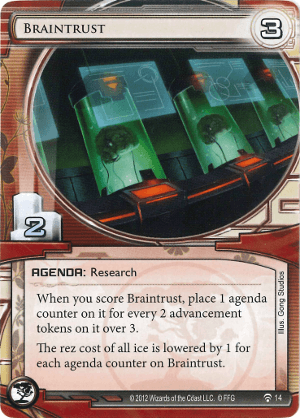 BRAINTRUST
3
2
AGENDA: Research
When you score Braintrust, place 1 agenda
counter on it for every 2 advancement
tokens on it over 3.
The rez cost of all ice is lowered by 1 for
each agenda counter on Braintrust.
Illus. Gong Studios
© 2012 Wizards of the Coast LLC. © FFG
14